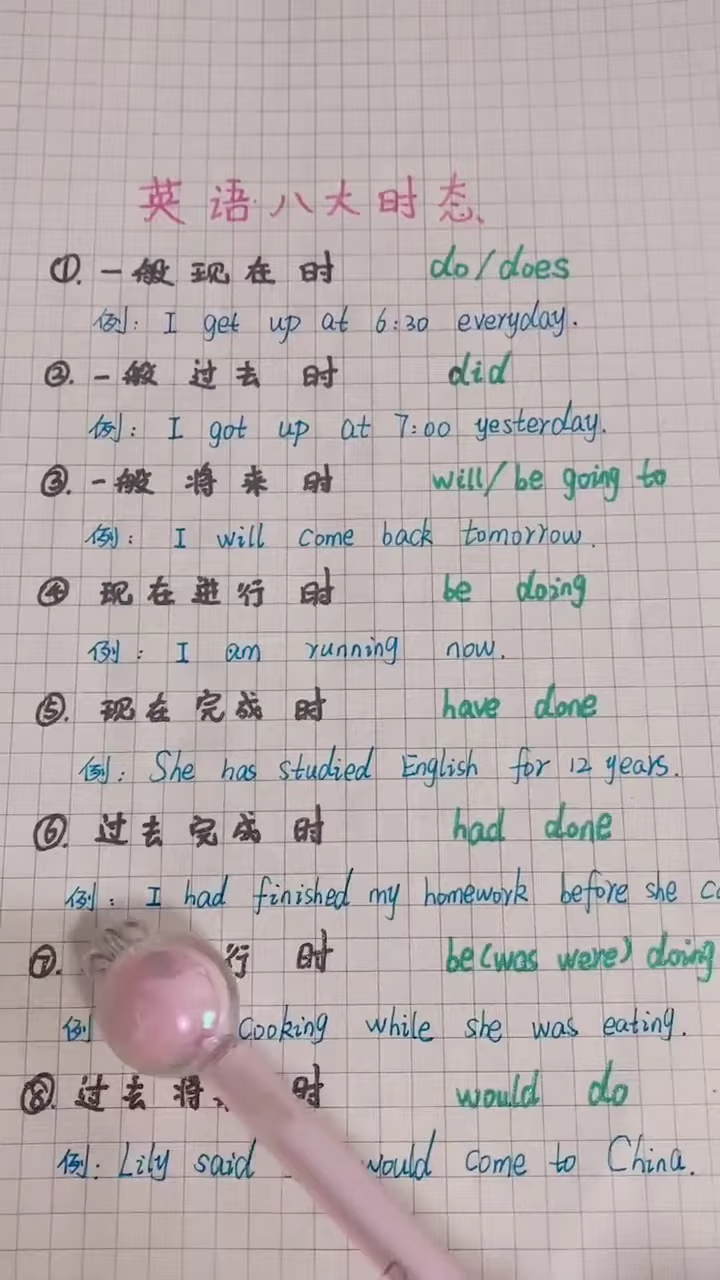 英语八大时态
①. 一般现在时 do/does
例: I get up at 6:30 everyday.
②. 一般过去时 did
例: I got up at 7:00 yesterday.
③. 一般将来时 will/be going to
例: I will come back tomorrow.
④ 现在进行时 be doing
例: I am running now.
⑤. 现在完成时 have done
例: She has studied English for 12 years.
⑥. 过去完成时 had done
例: I had finished my homework before she
⑦. 行时 be(was were) doing
例 cooking while she was eating.
⑧. 过去将时 would do
例: Lily said would come to China.